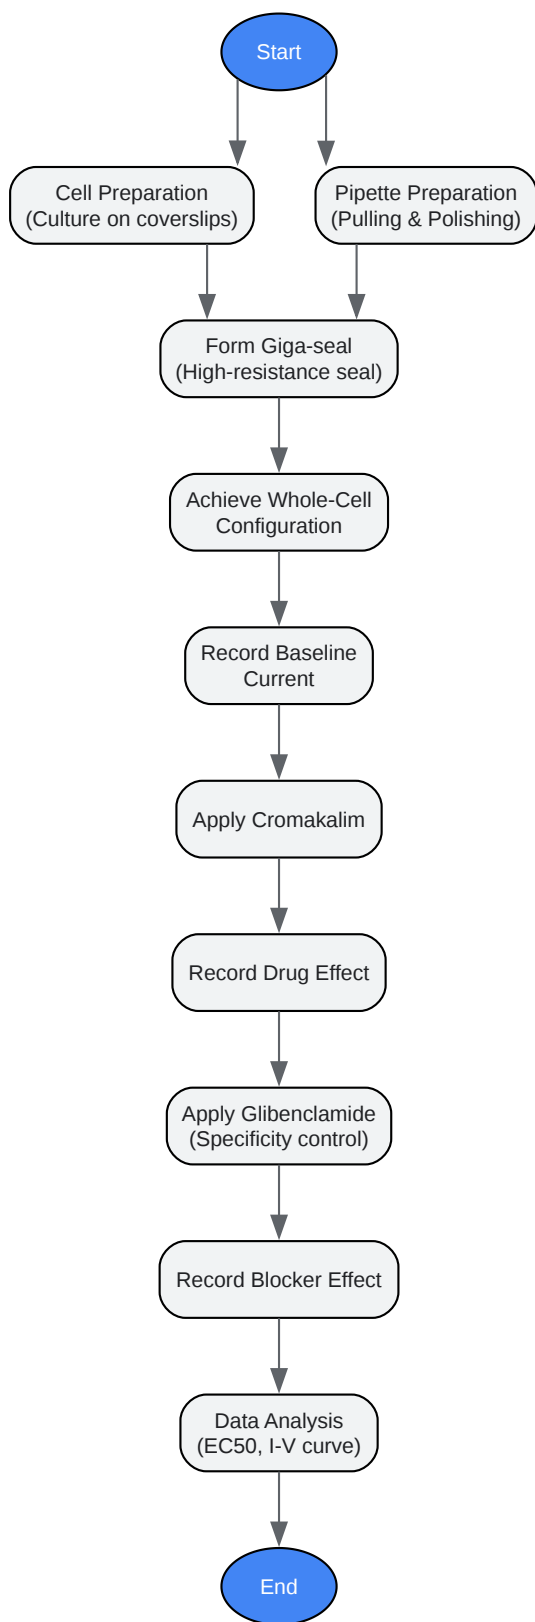 Start
Cell Preparation
(Culture on coverslips)
Pipette Preparation
(Pulling & Polishing)
Form Giga-seal
(High-resistance seal)
Achieve Whole-Cell
Configuration
Record Baseline
Current
Apply Cromakalim
Record Drug Effect
Apply Glibenclamide
(Specificity control)
Record Blocker Effect
Data Analysis
(EC50, I-V curve)
End